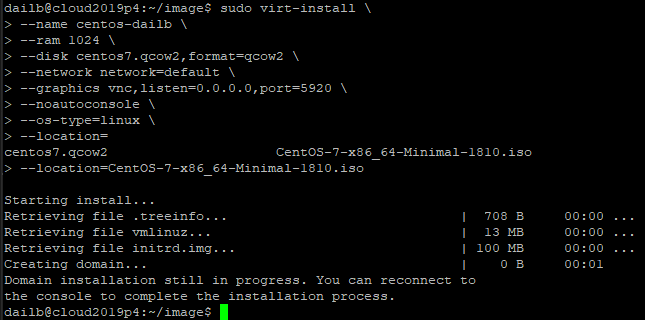 dailb@cloud2019p4:~/image$ sudo virt-install \
> --name centos-dailb \
> --ram 1024 \
> --disk centos7.qcow2,format=qcow2 \
> --network network=default \
> --graphics vnc,listen=0.0.0.0,port=5920 \
> --noautoconsole \
> --os-type=linux \
> --location=
centos7.qcow2                     CentOS-7-x86_64-Minimal-1810.iso
> --location=CentOS-7-x86_64-Minimal-1810.iso
Starting install...
Retrieving file .treeinfo...                                |  708 B     00:00 ...
Retrieving file vmlinuz...                                  |   13 MB    00:00 ...
Retrieving file initrd.img...                               |  100 MB    00:00 ...
Creating domain...                                          |    0 B     00:01
Domain installation still in progress. You can reconnect to
the console to complete the installation process.
dailb@cloud2019p4:~/image$